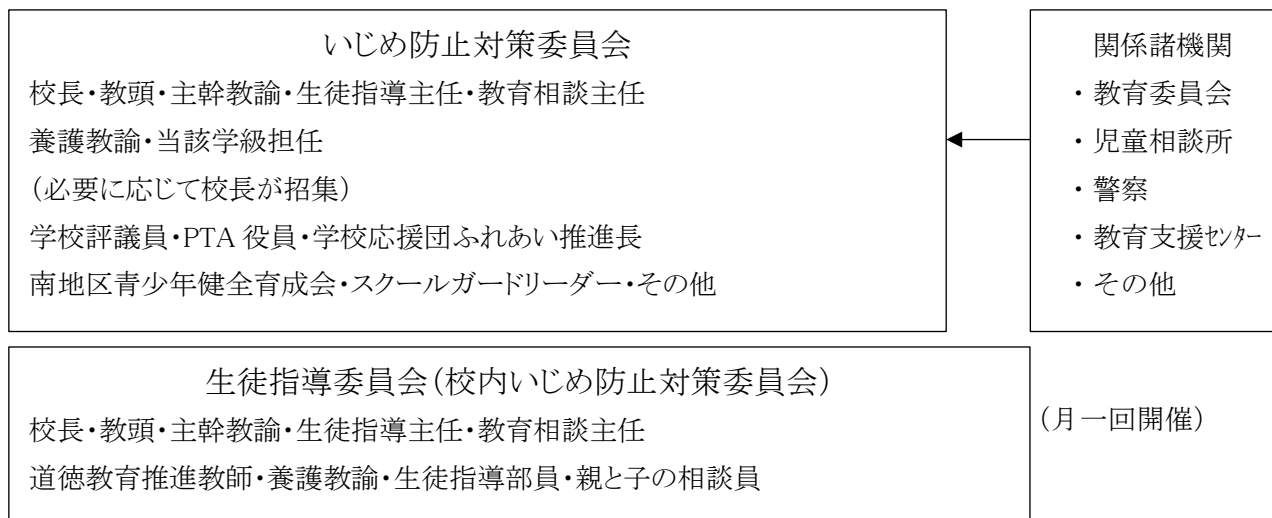 いじめ防止対策委員会
校長・教頭・主幹教諭・生徒指導主任・教育相談主任
養護教諭・当該学級担任
(必要に応じて校長が招集)
学校評議員・PTA 役員・学校応援団ふれあい推進長
南地区青少年健全育成会・スクールガードリーダー・その他
関係諸機関
・教育委員会
・児童相談所
・警察
・教育支援センター
・その他
生徒指導委員会(校内いじめ防止対策委員会)
校長・教頭・主幹教諭・生徒指導主任・教育相談主任
道徳教育推進教師・養護教諭・生徒指導部員・親と子の相談員
(月一回開催)